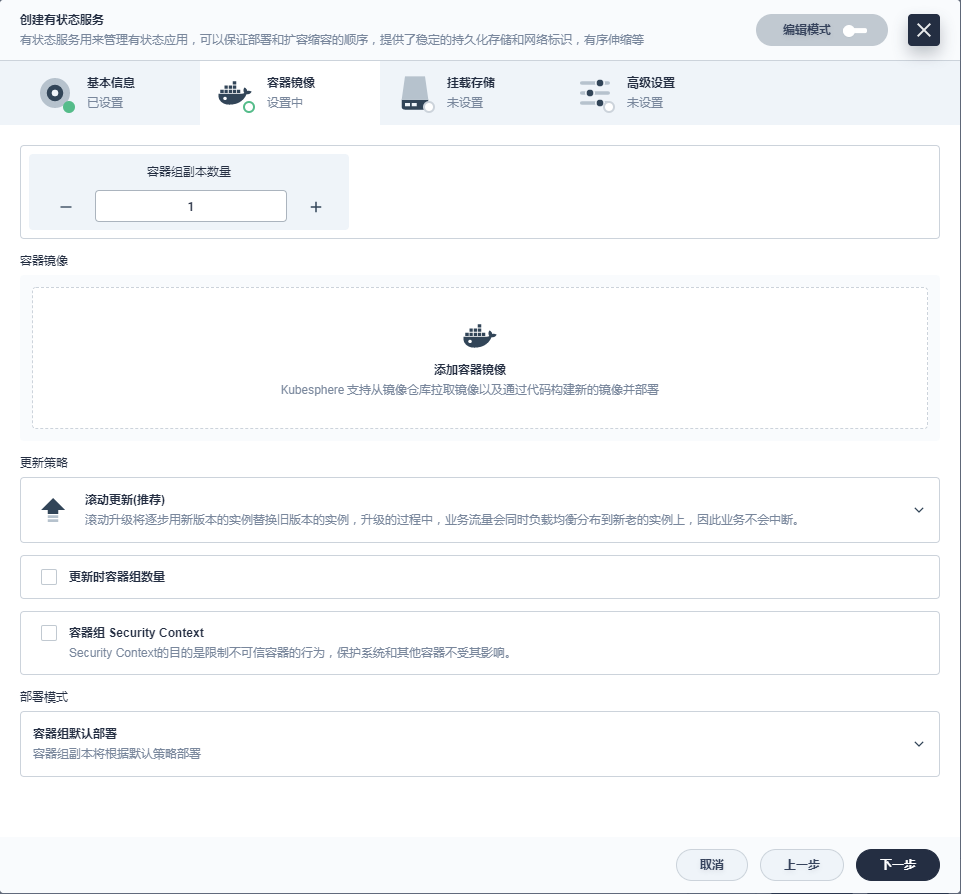 创建有状态服务
有状态服务用来管理有状态应用，可以保证部署和扩容缩容的顺序，提供了稳定的持久化存储和网络标识，有序伸缩等
编辑模式
基本信息
已设置
容器镜像
设置中
挂载存储
未设置
高级设置
未设置
容器组副本数量
1
容器镜像
添加容器镜像
Kubesphere 支持从镜像仓库拉取镜像以及通过代码构建新的镜像并部署
更新策略
滚动更新(推荐)
滚动升级将逐步用新版本的实例替换旧版本的实例，升级的过程中，业务流量会同时负载均衡分布到新老的实例上，因此业务不会中断。
更新时容器组数量
容器组 Security Context
Security Context的目的是限制不可信容器的行为，保护系统和其他容器不受其影响。
部署模式
容器组默认部署
容器组副本将根据默认策略部署
取消
上一步
下一步